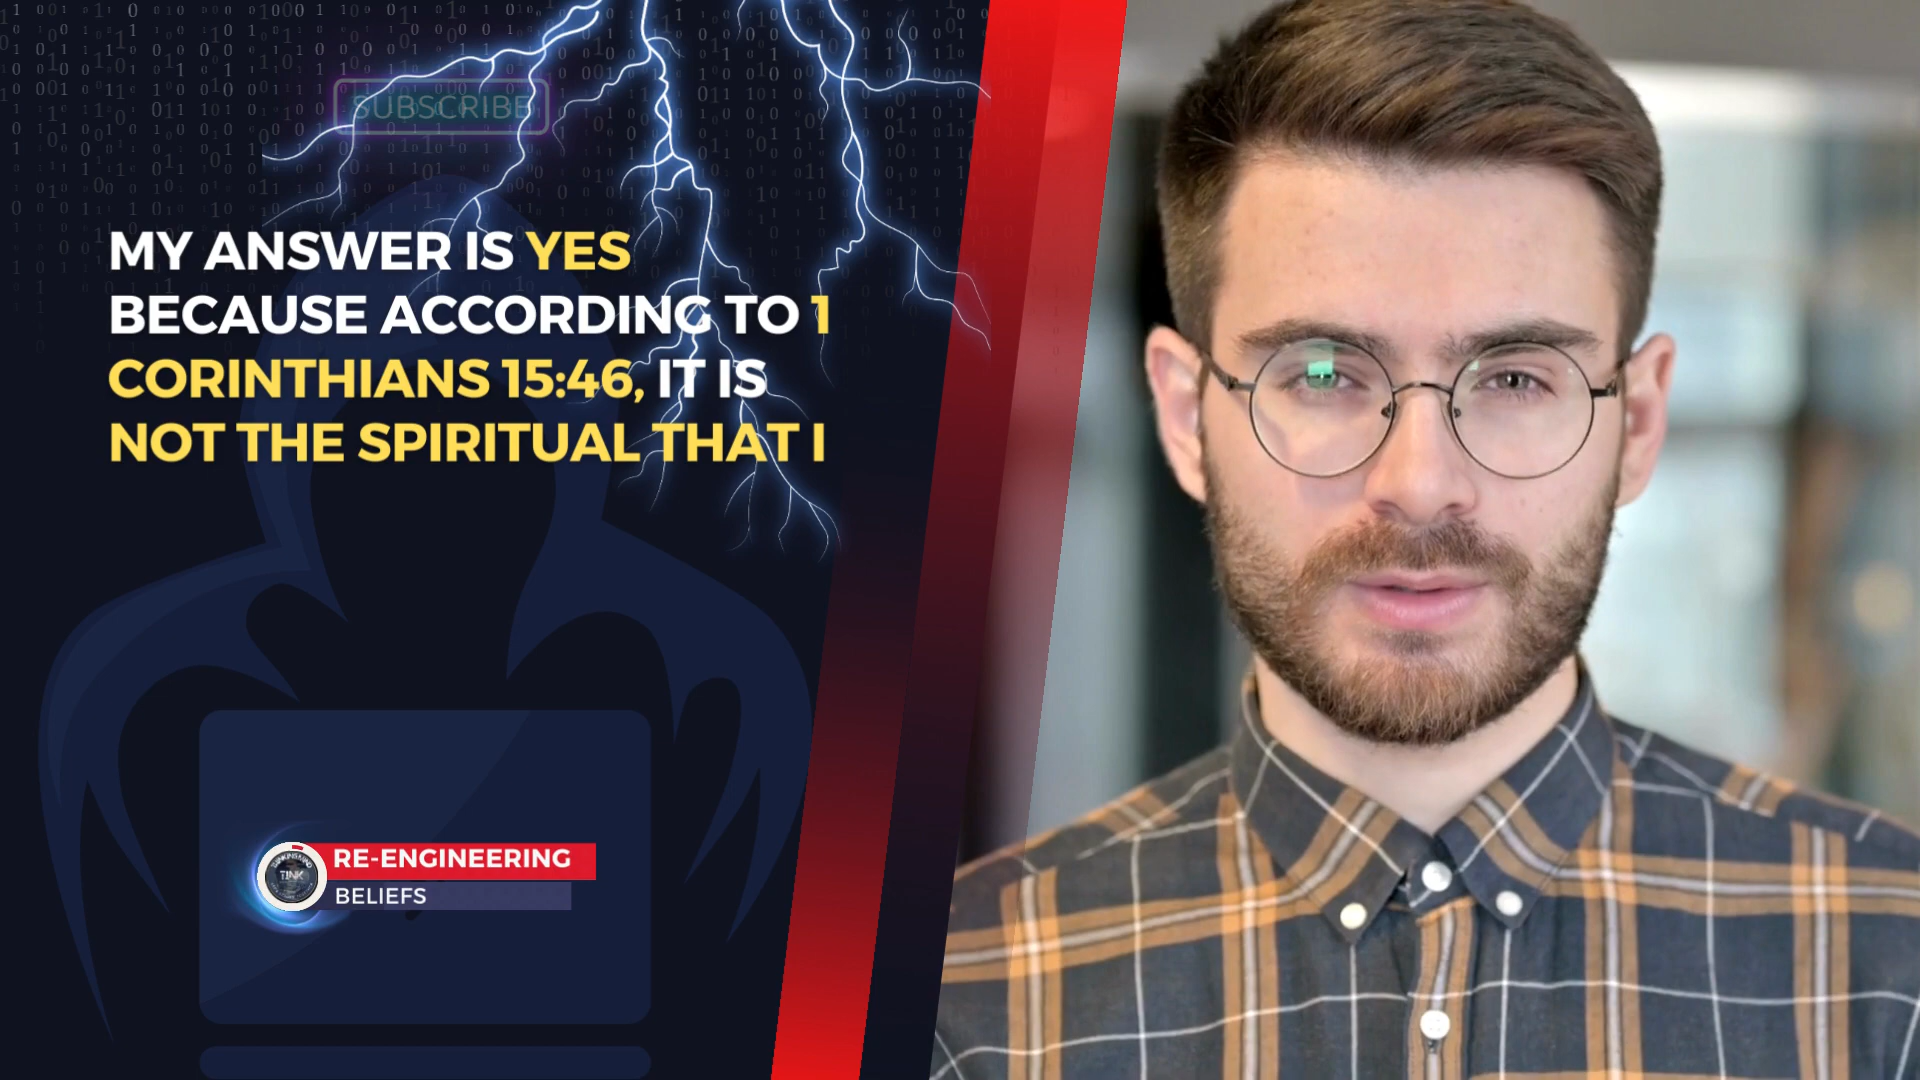 SUBSCRIBE
MY ANSWER IS YES
BECAUSE ACCORDING TO 1
CORINTHIANS 15:46, IT IS
NOT THE SPIRITUAL THAT I
RE-ENGINEERING
BELIEFS